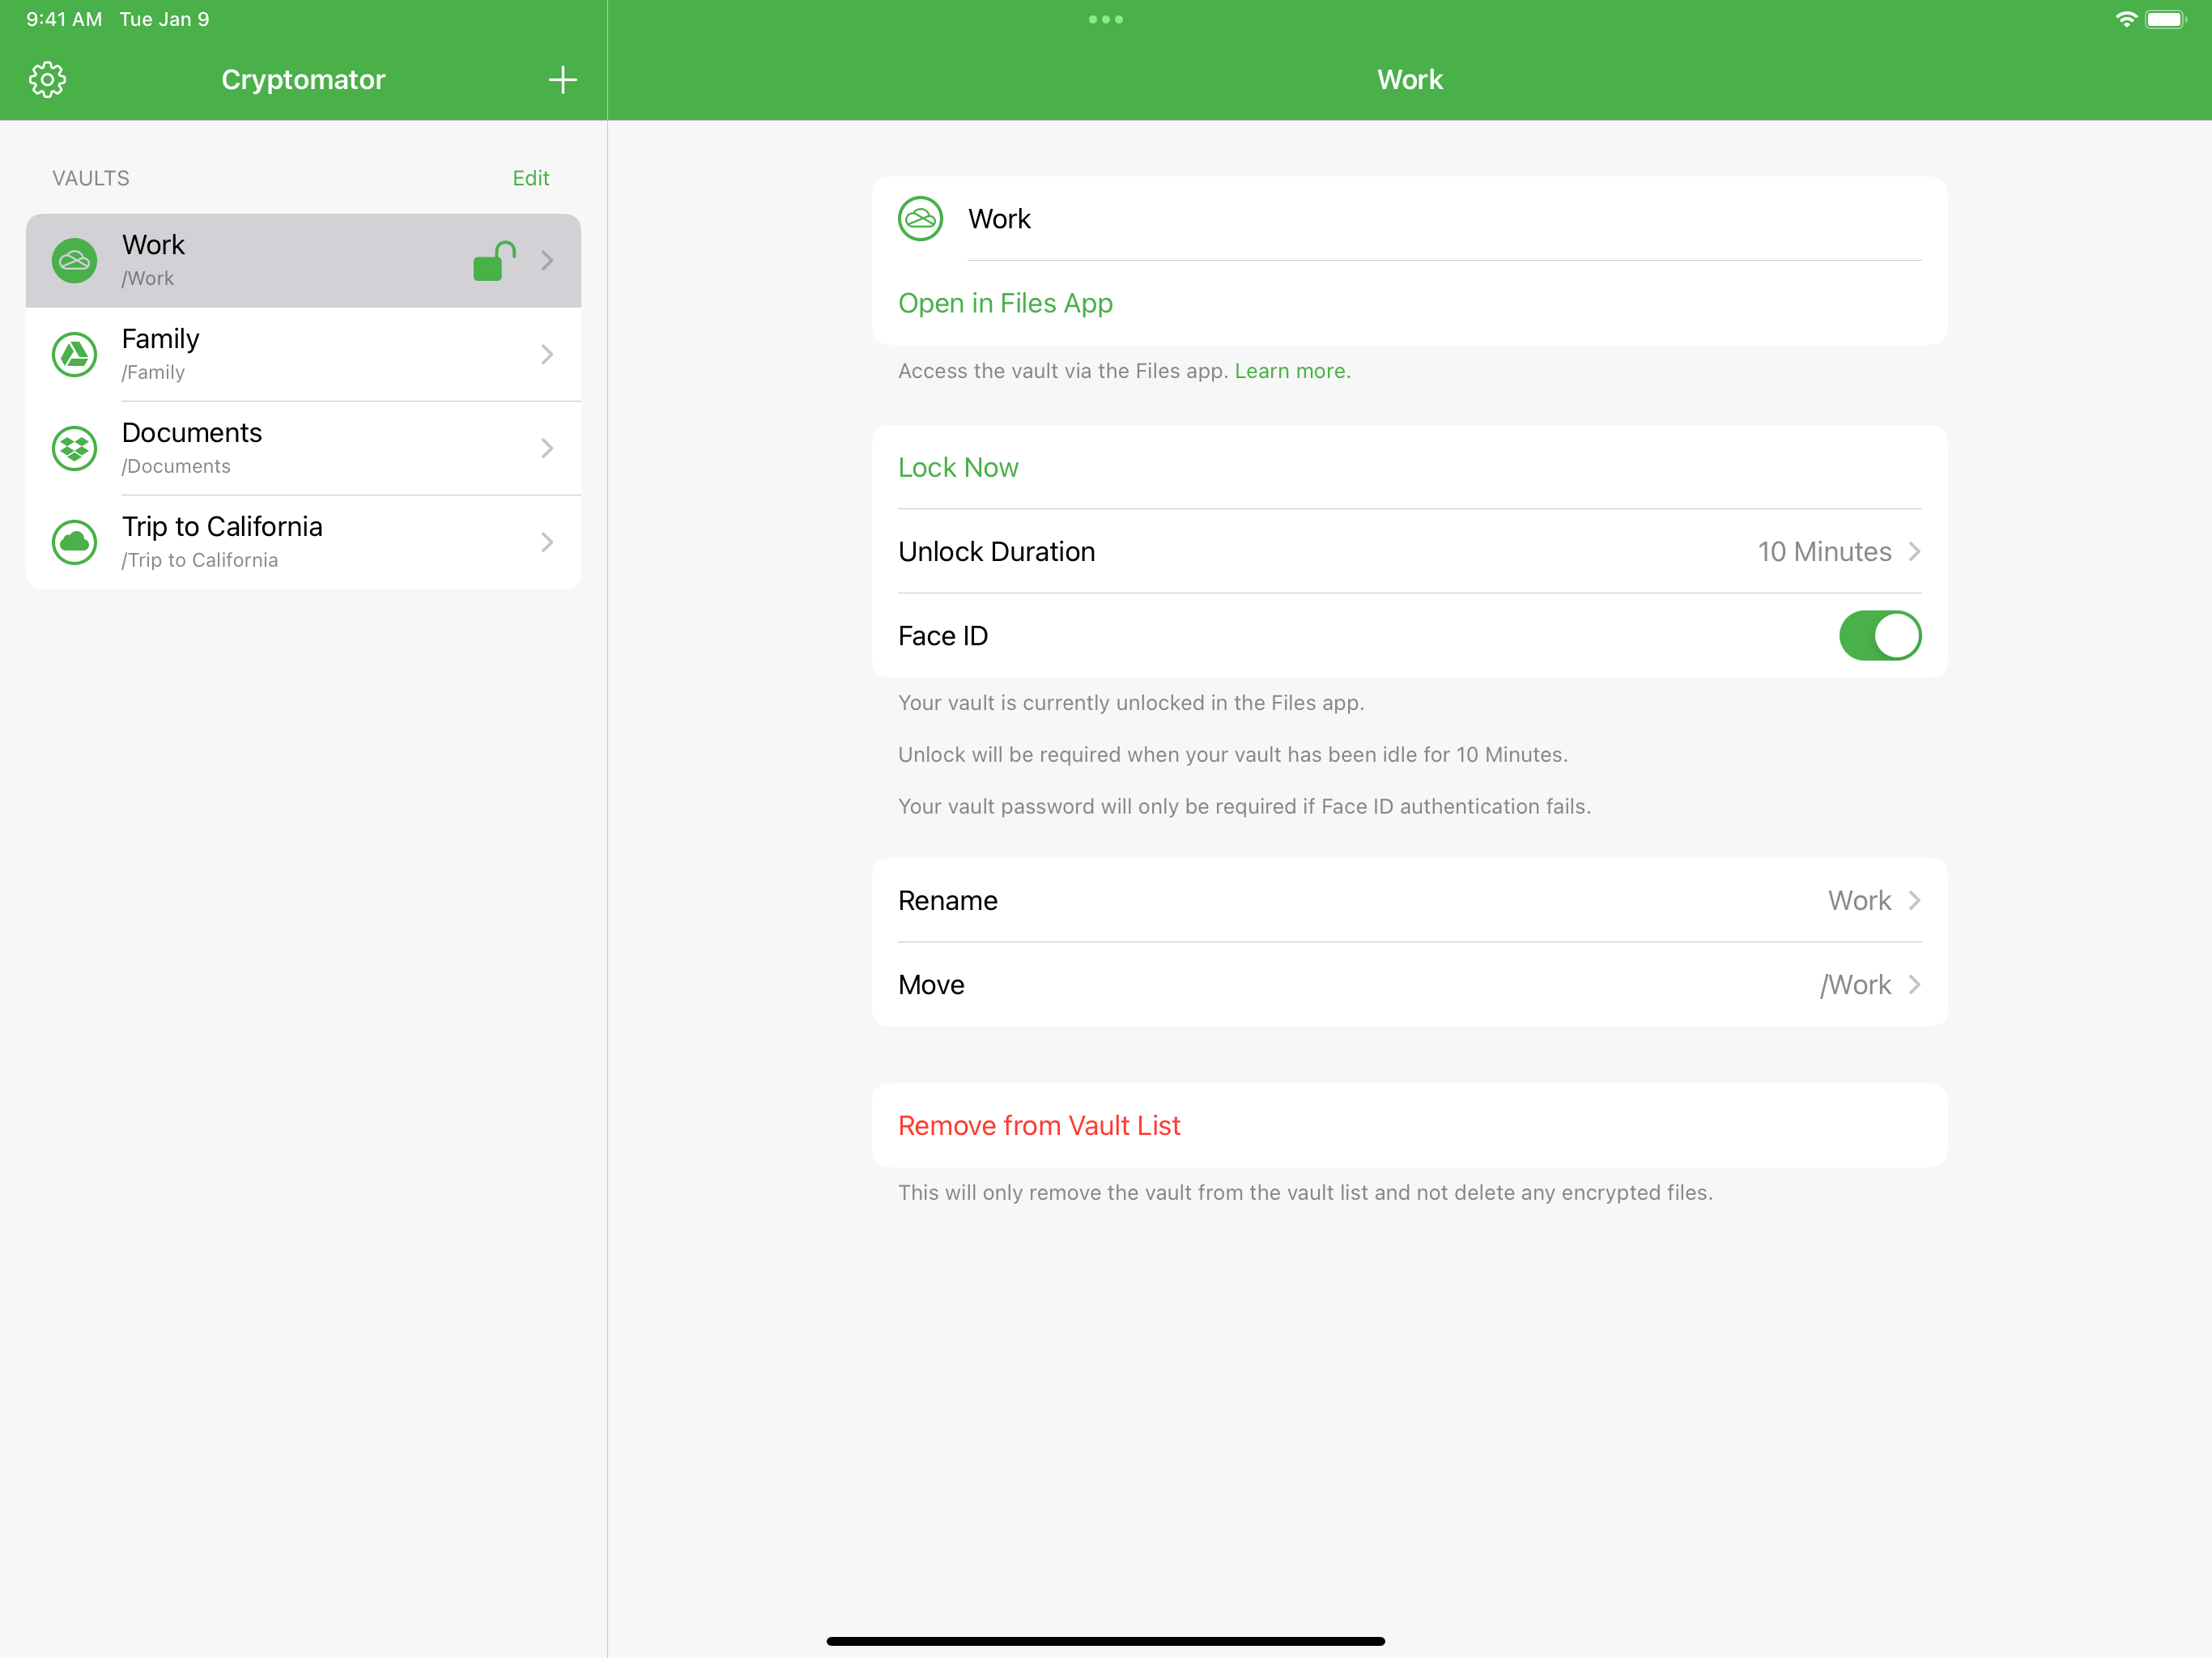 9:41 AM Tue Jan 9
Cryptomator
Work
VAULTS
Edit
Work
/Work
Family
/Family
Documents
/Documents
Trip to California
/Trip to California
Work
Open in Files App
Access the vault via the Files app. Learn more.
Lock Now
Unlock Duration
10 Minutes
Face ID
Your vault is currently unlocked in the Files app.
Unlock will be required when your vault has been idle for 10 Minutes.
Your vault password will only be required if Face ID authentication fails.
Rename
Work
Move
/Work
Remove from Vault List
This will only remove the vault from the vault list and not delete any encrypted files.